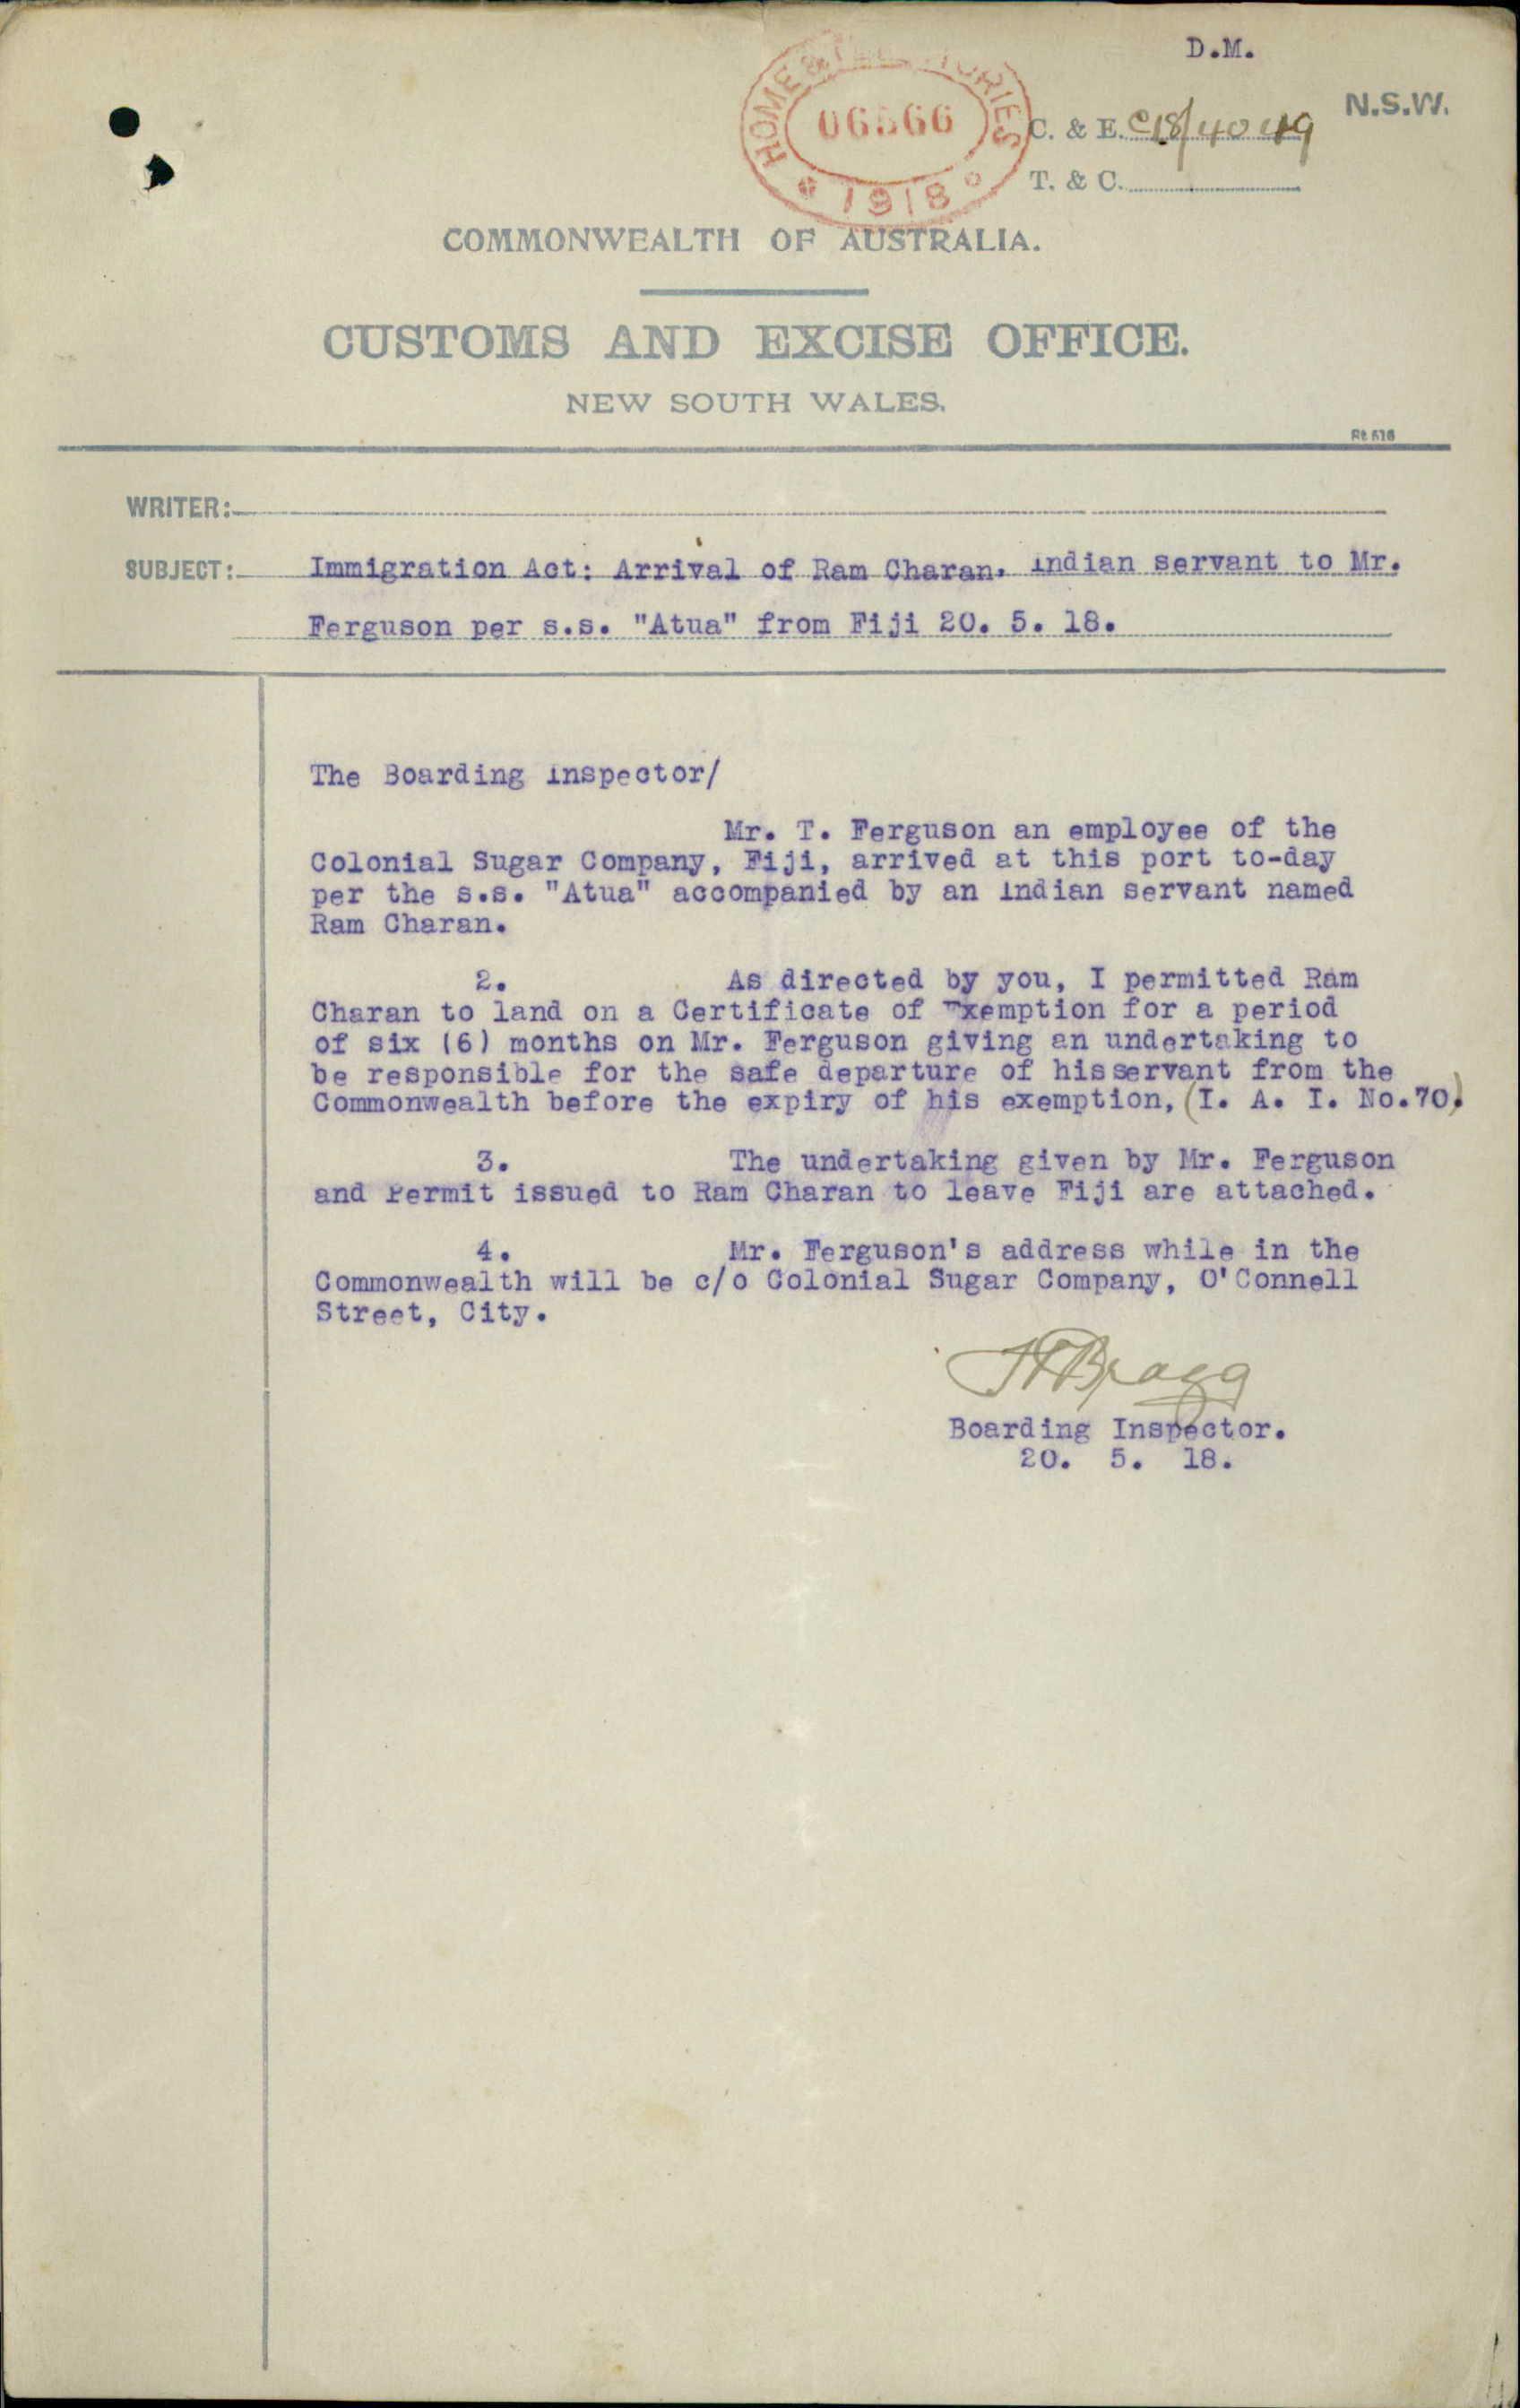 D.M.
N.S.W.
HOME & TERRITORIES
06566
1918
C. & E. C18/40419
T. & C.
COMMONWEALTH OF AUSTRALIA.
CUSTOMS AND EXCISE OFFICE.
NEW SOUTH WALES.
WRITER:
SUBJECT: Immigration Act: Arrival of Ram Charan, Indian servant to Mr.
Ferguson per s.s. "Atua" from Fiji 20. 5. 18.
The Boarding Inspector/
Mr. T. Ferguson an employee of the
Colonial Sugar Company, Fiji, arrived at this port to-day
per the s.s. "Atua" accompanied by an Indian servant named
Ram Charan.
2. As directed by you, I permitted Ram
Charan to land on a Certificate of Exemption for a period
of six (6) months on Mr. Ferguson giving an undertaking to
be responsible for the safe departure of hisservant from the
Commonwealth before the expiry of his exemption, (I. A. I. No.70).
3. The undertaking given by Mr. Ferguson
and Permit issued to Ram Charan to leave Fiji are attached.
4. Mr. Ferguson's address while in the
Commonwealth will be c/o Colonial Sugar Company, O'Connell
Street, City.
Bragg
Boarding Inspector.
20. 5. 18.